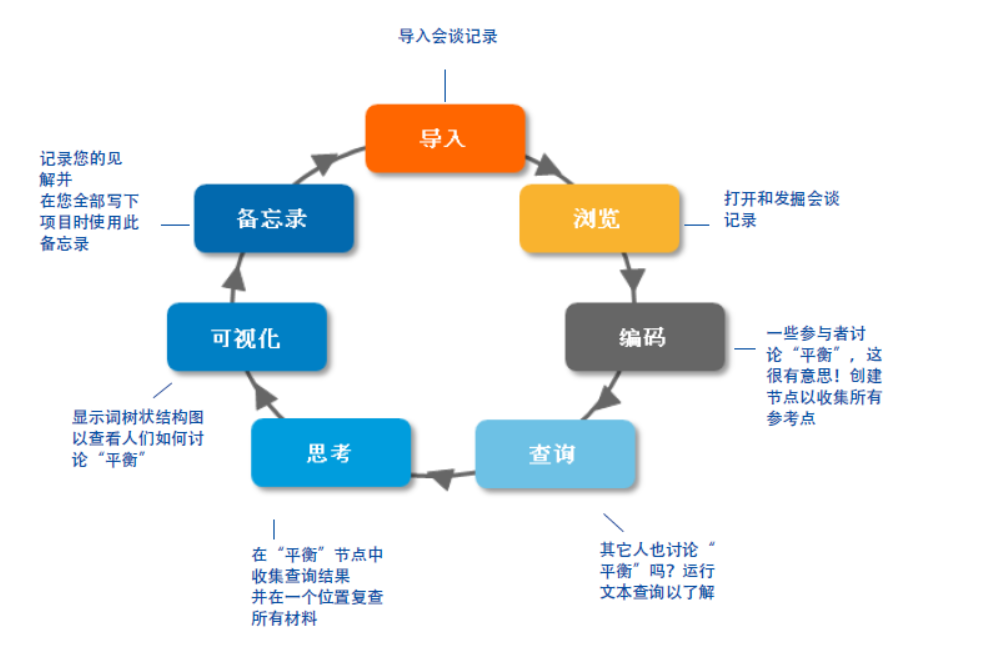 导入会谈记录
导入
记录您的见
解并
在您全部写下
项目时使用此
备忘录
备忘录
浏览
打开和发掘会谈
记录
可视化
编码
一些参与者讨
论“平衡”，这
很有意思！创建
节点以收集所有
参考点
显示词树状结构图
以查看人们如何讨
论“平衡”
思考
查询
在“平衡”节点中
收集查询结果
并在一个位置复查
所有材料
其它人也讨论“
平衡”吗？运行
文本查询以了解